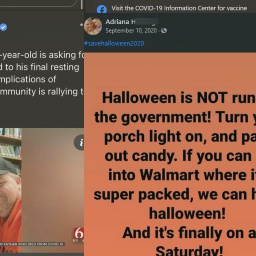 Visit the COVID-19 Information Center for vaccine
Adriana H
September 10, 2020 ·
#savehalloween2020
-year-old is asking fo
d to his final resting
mplications of
mmunity is rallying t
Halloween is NOT run
the government! Turn y
porch light on, and pa
out candy. If you can
into Walmart where it
super packed, we can h
halloween!
And it's finally on a
Saturday!
6